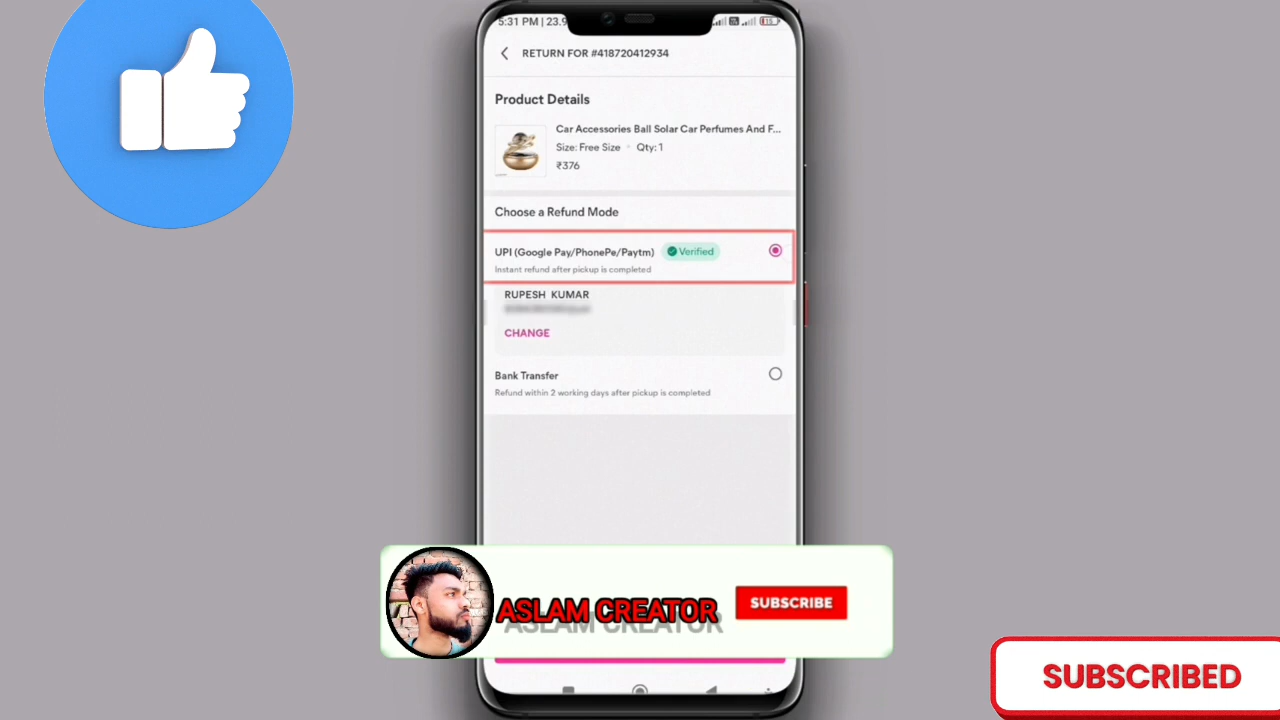 5:31 PM | 23.9
RETURN FOR #418720412934
Product Details
Car Accessories Ball Solar Car Perfumes And F...
Size: Free Size • Qty: 1
₹376
Choose a Refund Mode
UPI (Google Pay/PhonePe/Paytm) Verified
Instant refund after pickup is completed
RUPESH KUMAR
CHANGE
Bank Transfer
Refund within 2 working days after pickup is completed
ASLAM CREATOR
SUBSCRIBE
SUBSCRIBED